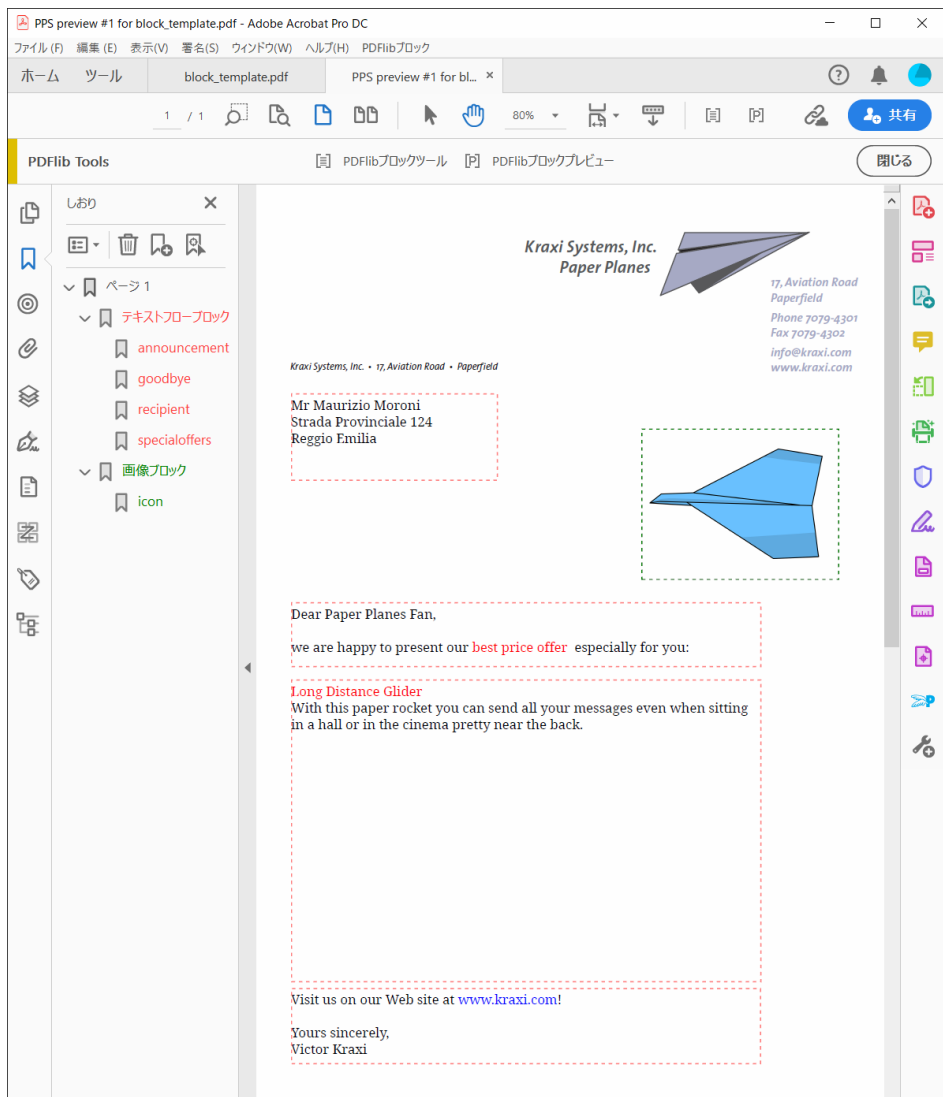 PPS preview #1 for block_template.pdf - Adobe Acrobat Pro DC
ファイル (F) 編集 (E) 表示(V) 署名(S) ウィンドウ(W) ヘルプ(H) PDFlibブロック
ホーム ツール block_template.pdf PPS preview #1 for bl... ×
1 / 1 80% 共有
PDFlib Tools PDFlibブロックツール [P] PDFlibブロックプレビュー 閉じる
しおり
ページ 1
テキストフローブロック
announcement
goodbye
recipient
specialoffers
画像ブロック
icon
Kraxi Systems, Inc.
Paper Planes
17, Aviation Road
Paperfield
Phone 7079-4301
Fax 7079-4302
info@kraxi.com
www.kraxi.com
Kraxi Systems, Inc. • 17, Aviation Road • Paperfield
Mr Maurizio Moroni
Strada Provinciale 124
Reggio Emilia
Dear Paper Planes Fan,
we are happy to present our best price offer especially for you:
Long Distance Glider
With this paper rocket you can send all your messages even when sitting
in a hall or in the cinema pretty near the back.
Visit us on our Web site at www.kraxi.com!
Yours sincerely,
Victor Kraxi